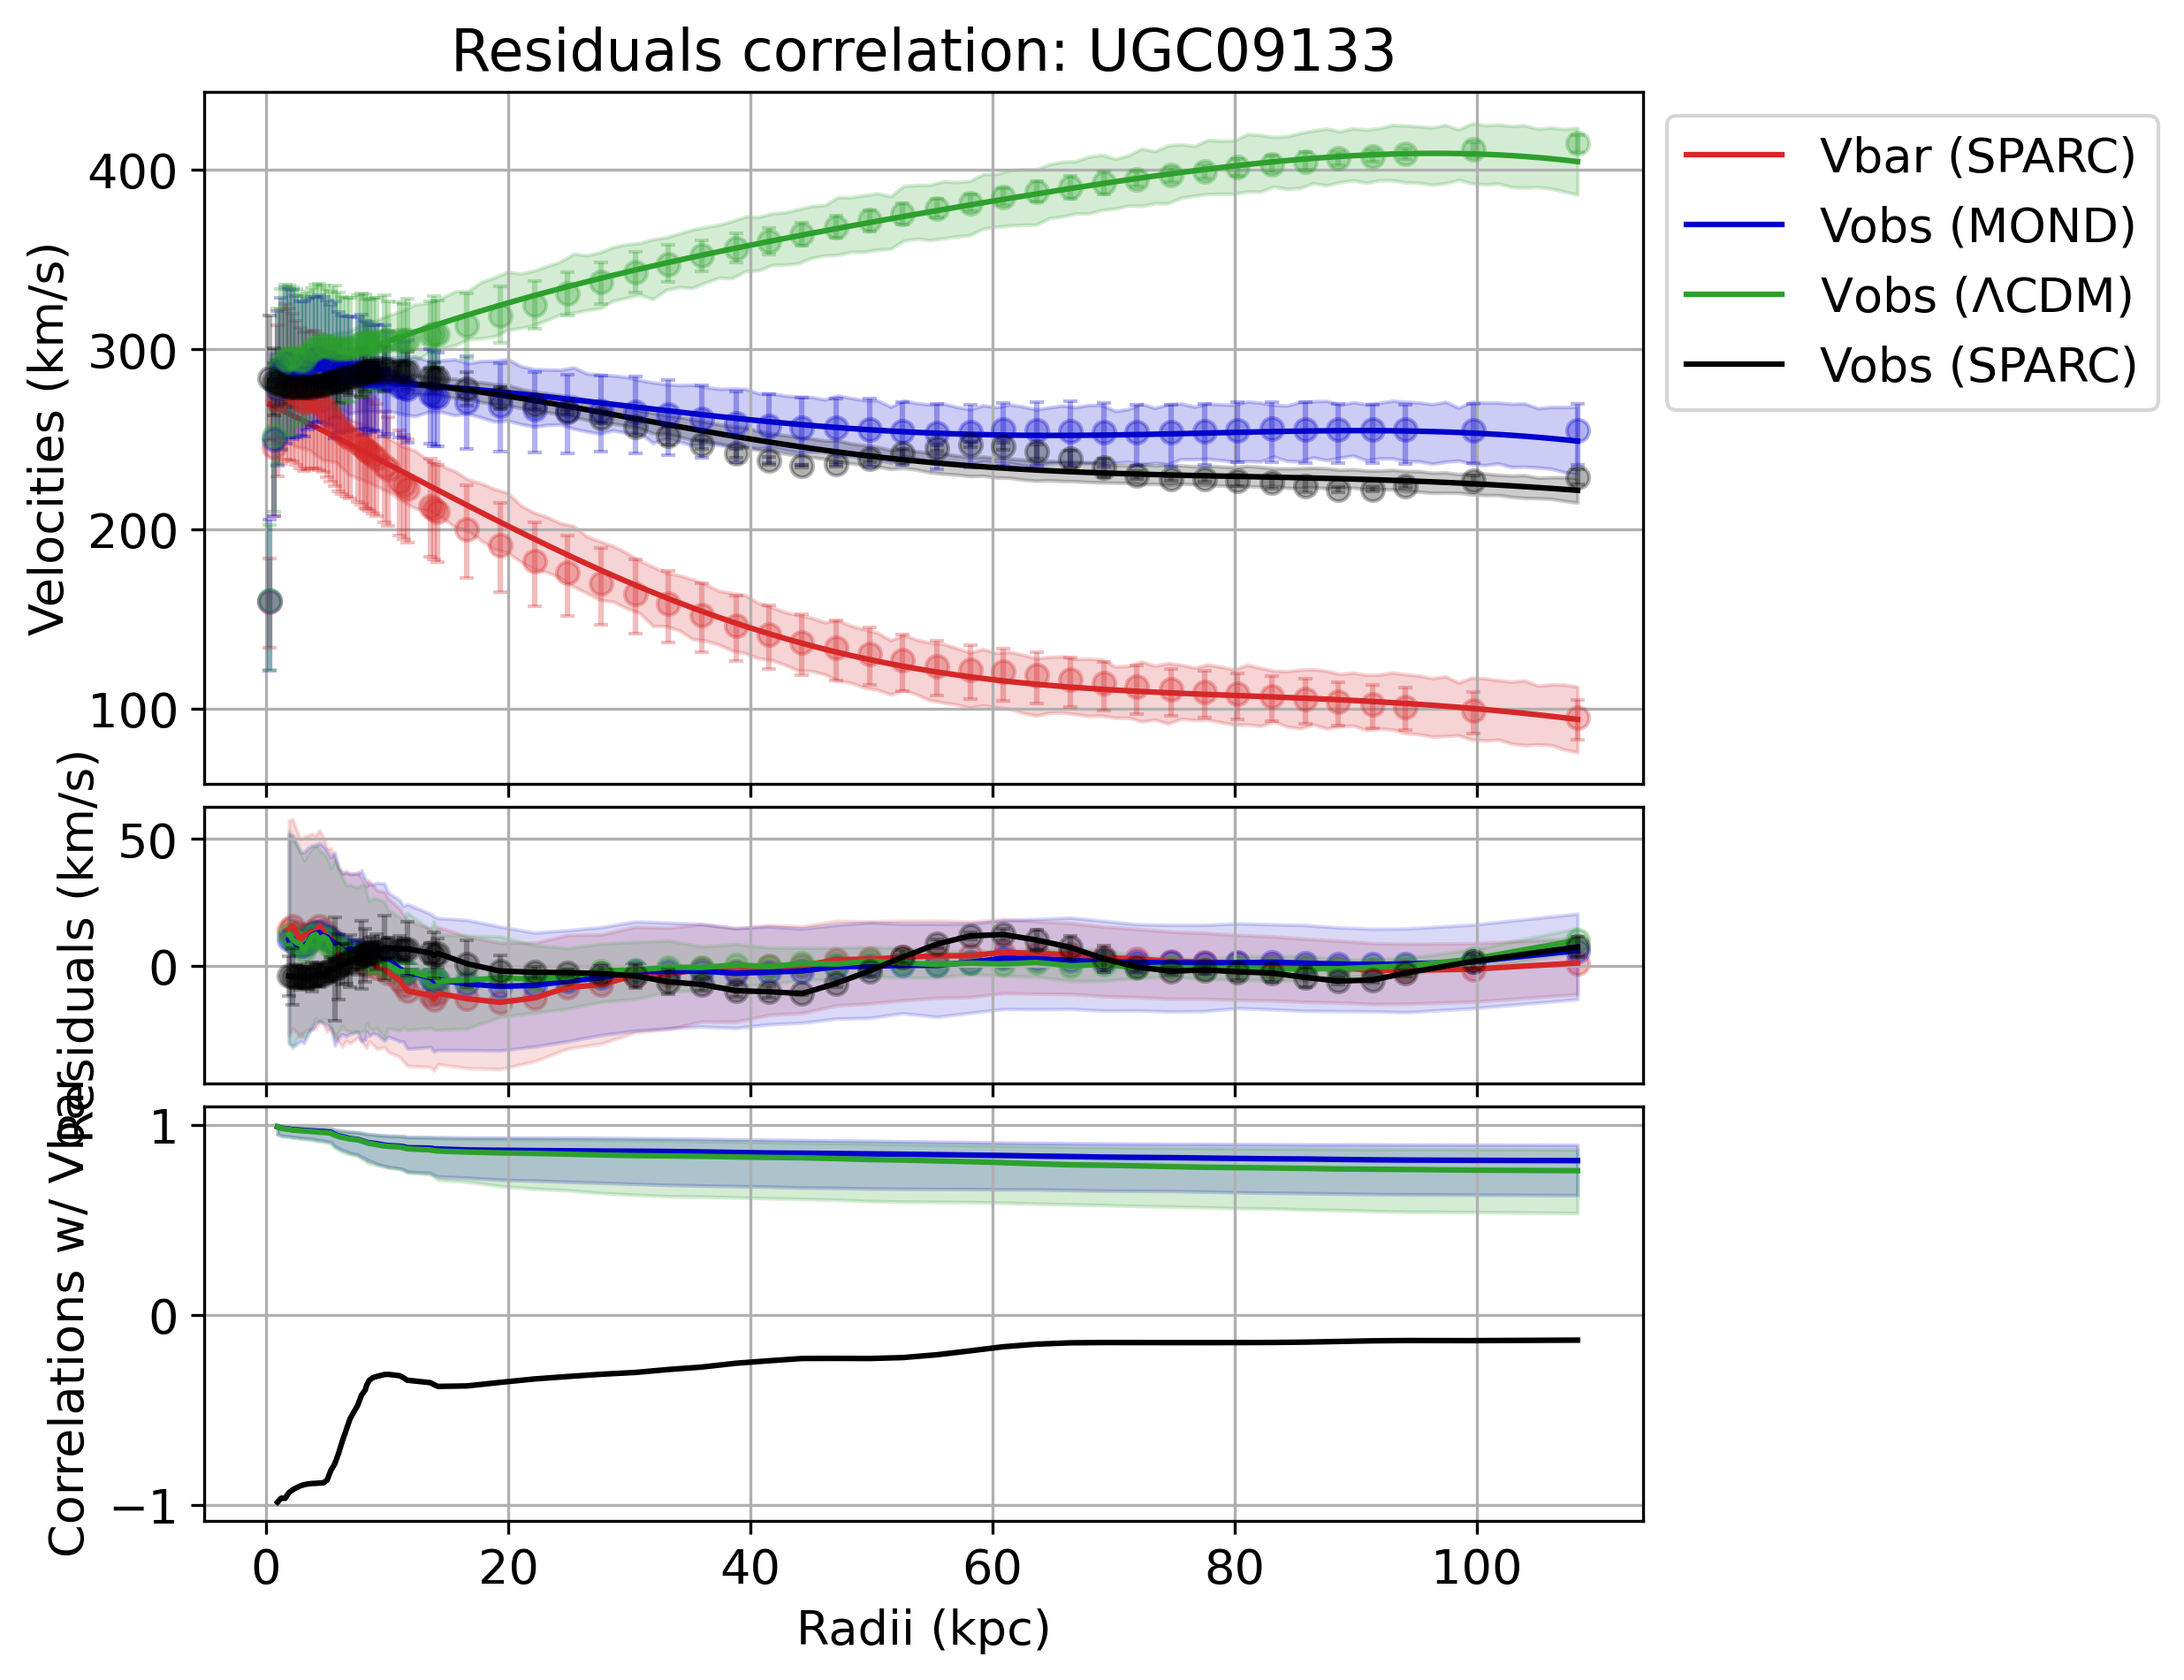 Residuals correlation: UGC09133
Velocities (km/s)
400
300
200
100
Vbar (SPARC)
Vobs (MOND)
Vobs (ΛCDM)
Vobs (SPARC)
Residuals (km/s)
50
0
Correlations w/ Vbar
1
0
−1
0 20 40 60 80 100
Radii (kpc)